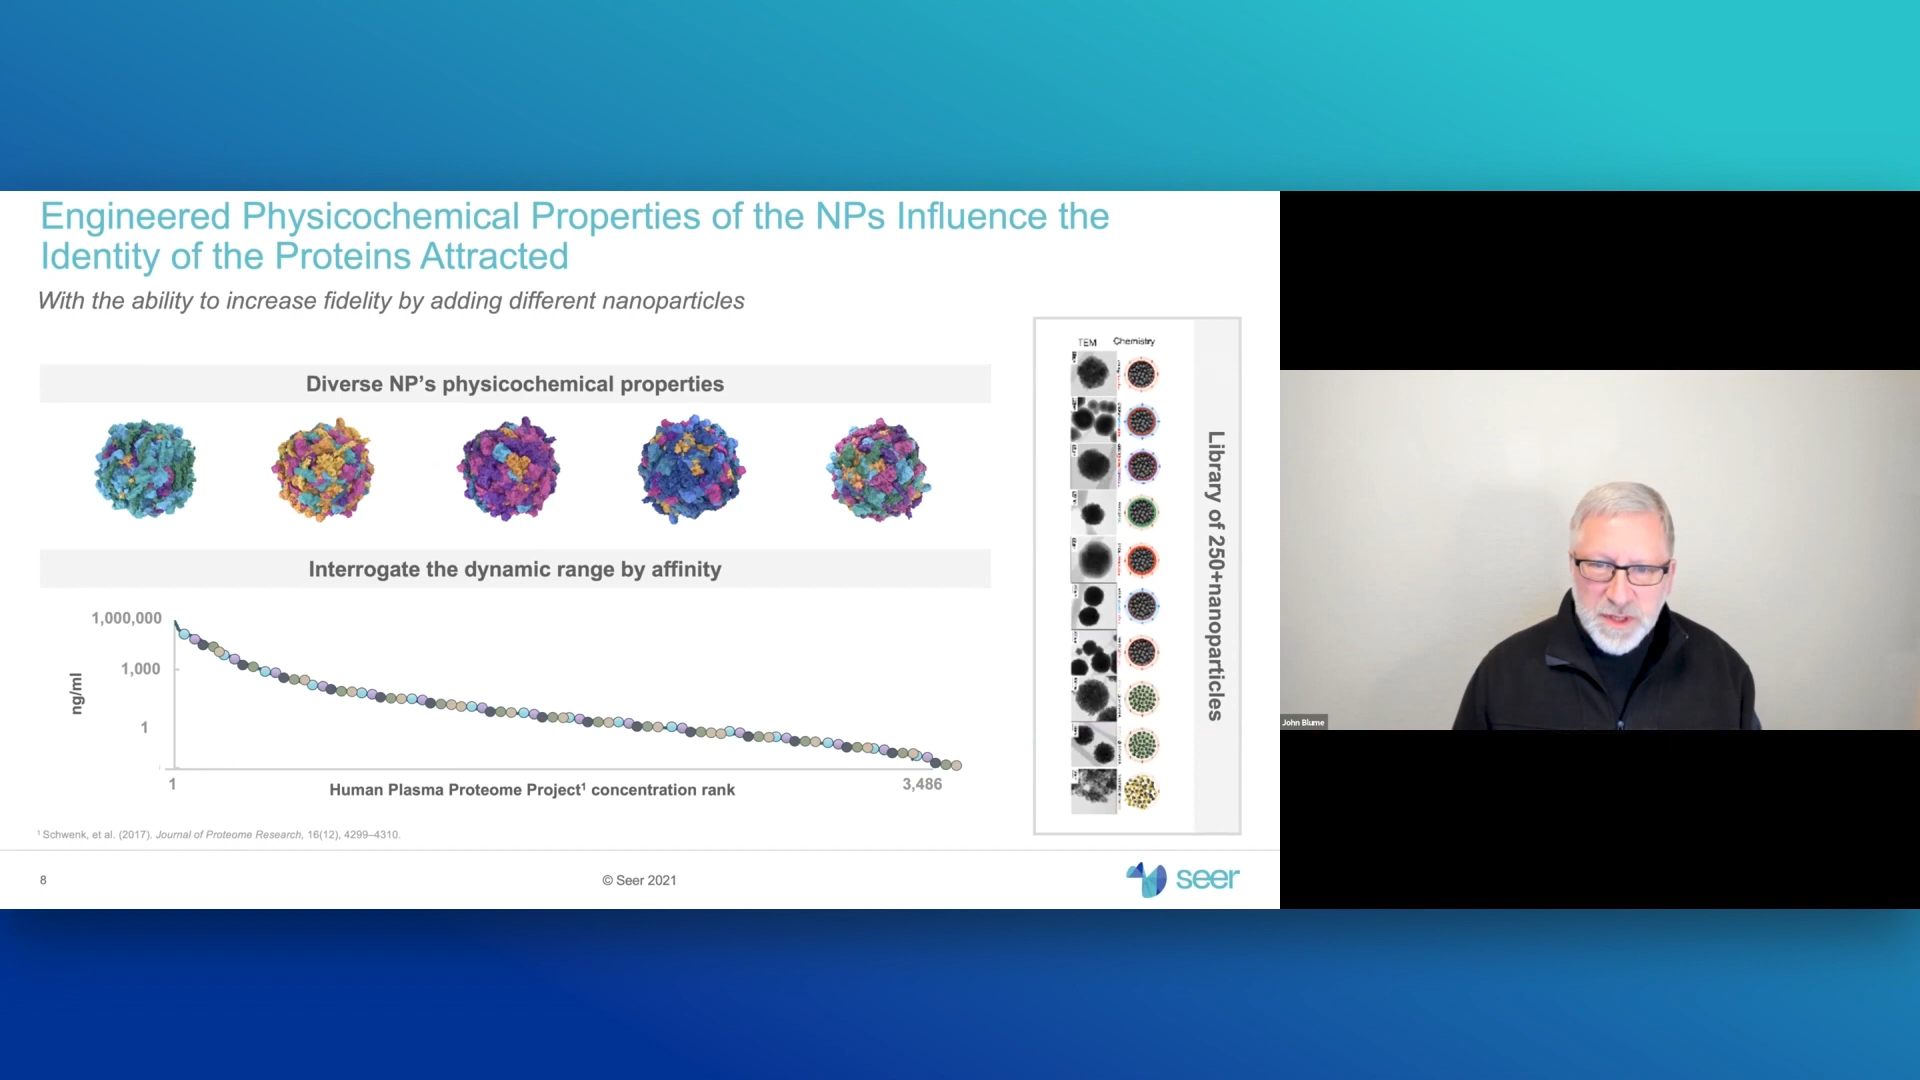 Engineered Physicochemical Properties of the NPs Influence the
Identity of the Proteins Attracted
With the ability to increase fidelity by adding different nanoparticles
Diverse NP's physicochemical properties
Interrogate the dynamic range by affinity
1,000,000
1,000
1
ng/ml
1
3,486
Human Plasma Proteome Project¹ concentration rank
TEM Chemistry
Library of 250+nanoparticles
¹ Schwenk, et al. (2017). Journal of Proteome Research, 16(12), 4299–4310.
8
© Seer 2021
seer
John Blume